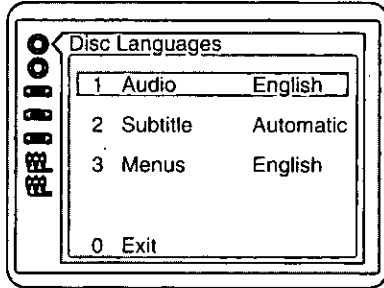 Disc Languages
1 Audio English
2 Subtitle Automatic
3 Menus English
0 Exit